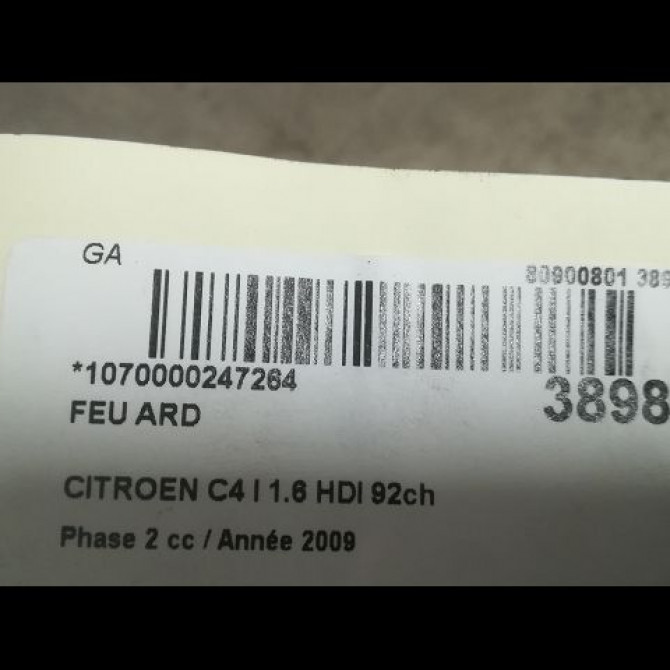 GA
80900801 389
*1070000247264
3898
FEU ARD
CITROEN C4 I 1.6 HDI 92ch
Phase 2 cc / Année 2009